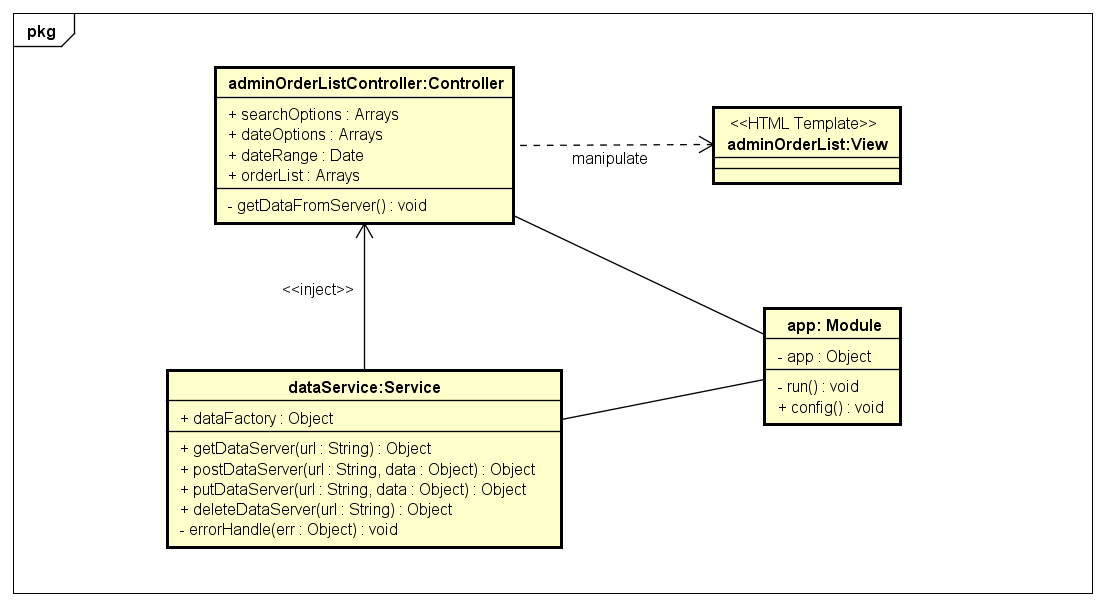 pkg
adminOrderListController:Controller
+ searchOptions : Arrays
+ dateOptions : Arrays
+ dateRange : Date
+ orderList : Arrays
- getDataFromServer() : void
<<HTML Template>>
adminOrderList:View
manipulate
<<inject>>
app: Module
- app : Object
- run() : void
+ config() : void
dataService:Service
+ dataFactory : Object
+ getDataServer(url : String) : Object
+ postDataServer(url : String, data : Object) : Object
+ putDataServer(url : String, data : Object) : Object
+ deleteDataServer(url : String) : Object
- errorHandle(err : Object) : void